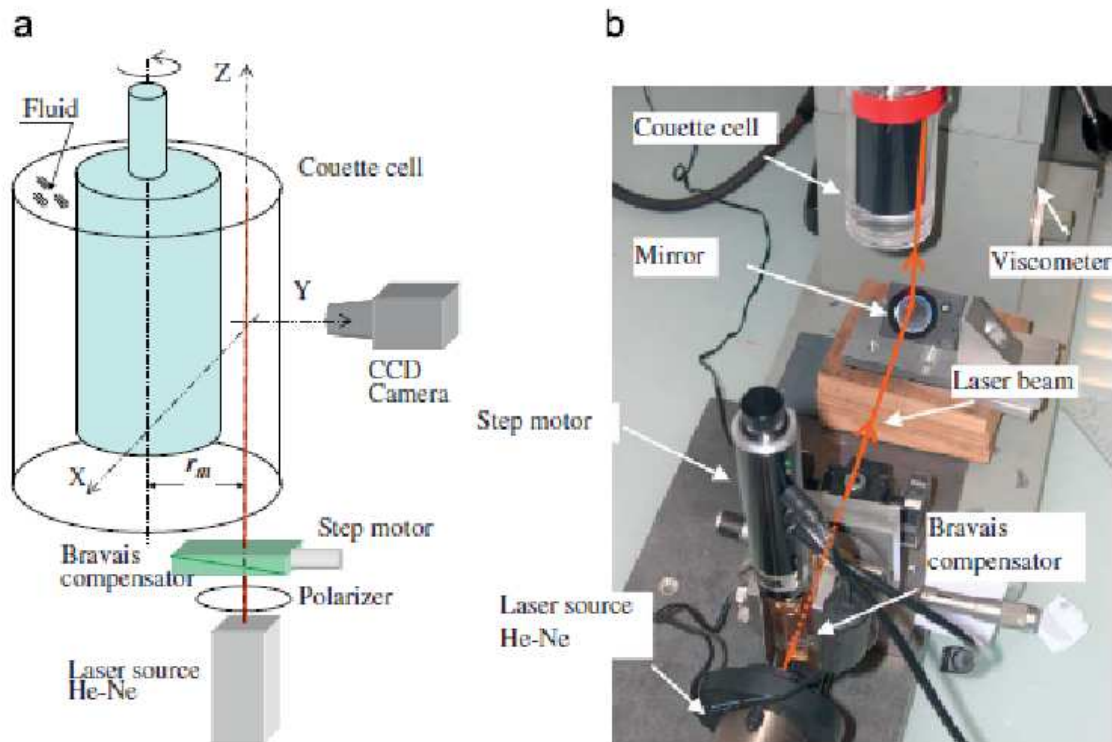 a
Z
Fluid
Couette cell
Y
CCD
Camera
X
r_m
Step motor
Bravais
compensator
Polarizer
Laser source
He-Ne
b
Couette cell
Mirror
Viscometer
Laser beam
Step motor
Bravais
compensator
Laser source
He-Ne